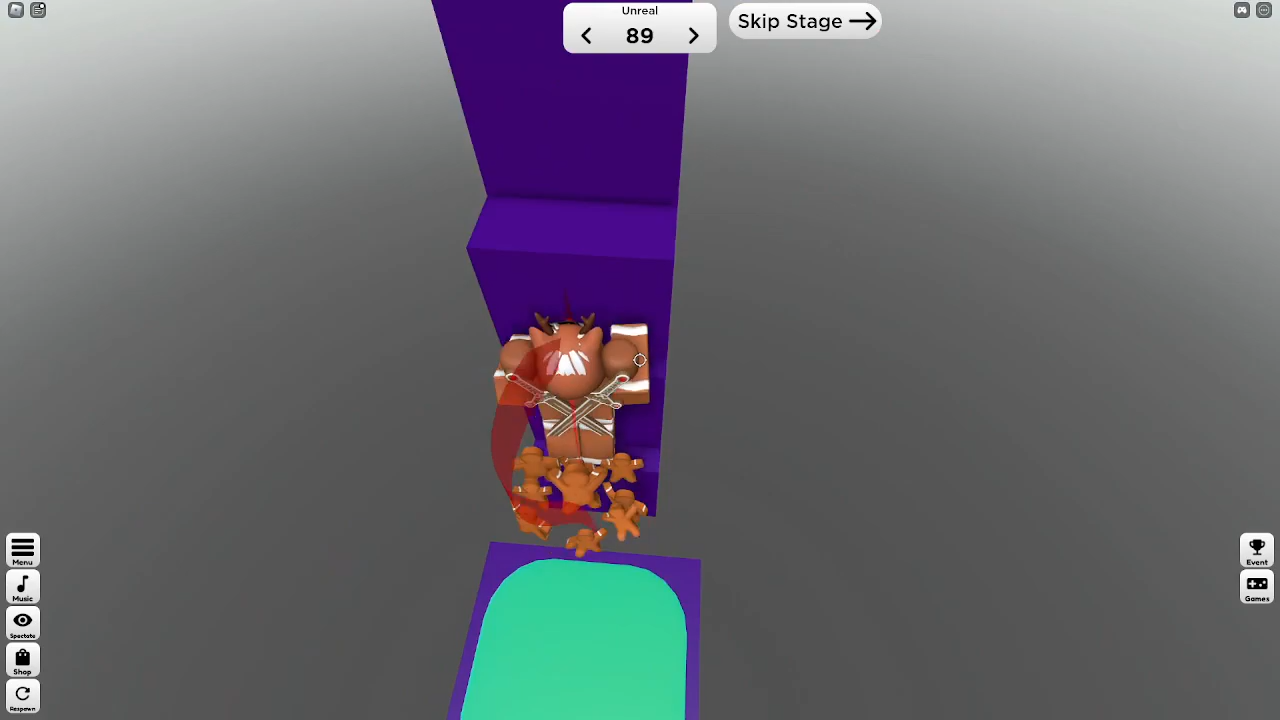 Unreal
89
Skip Stage
Menu
Music
Spectate
Shop
Respawn
Event
Games